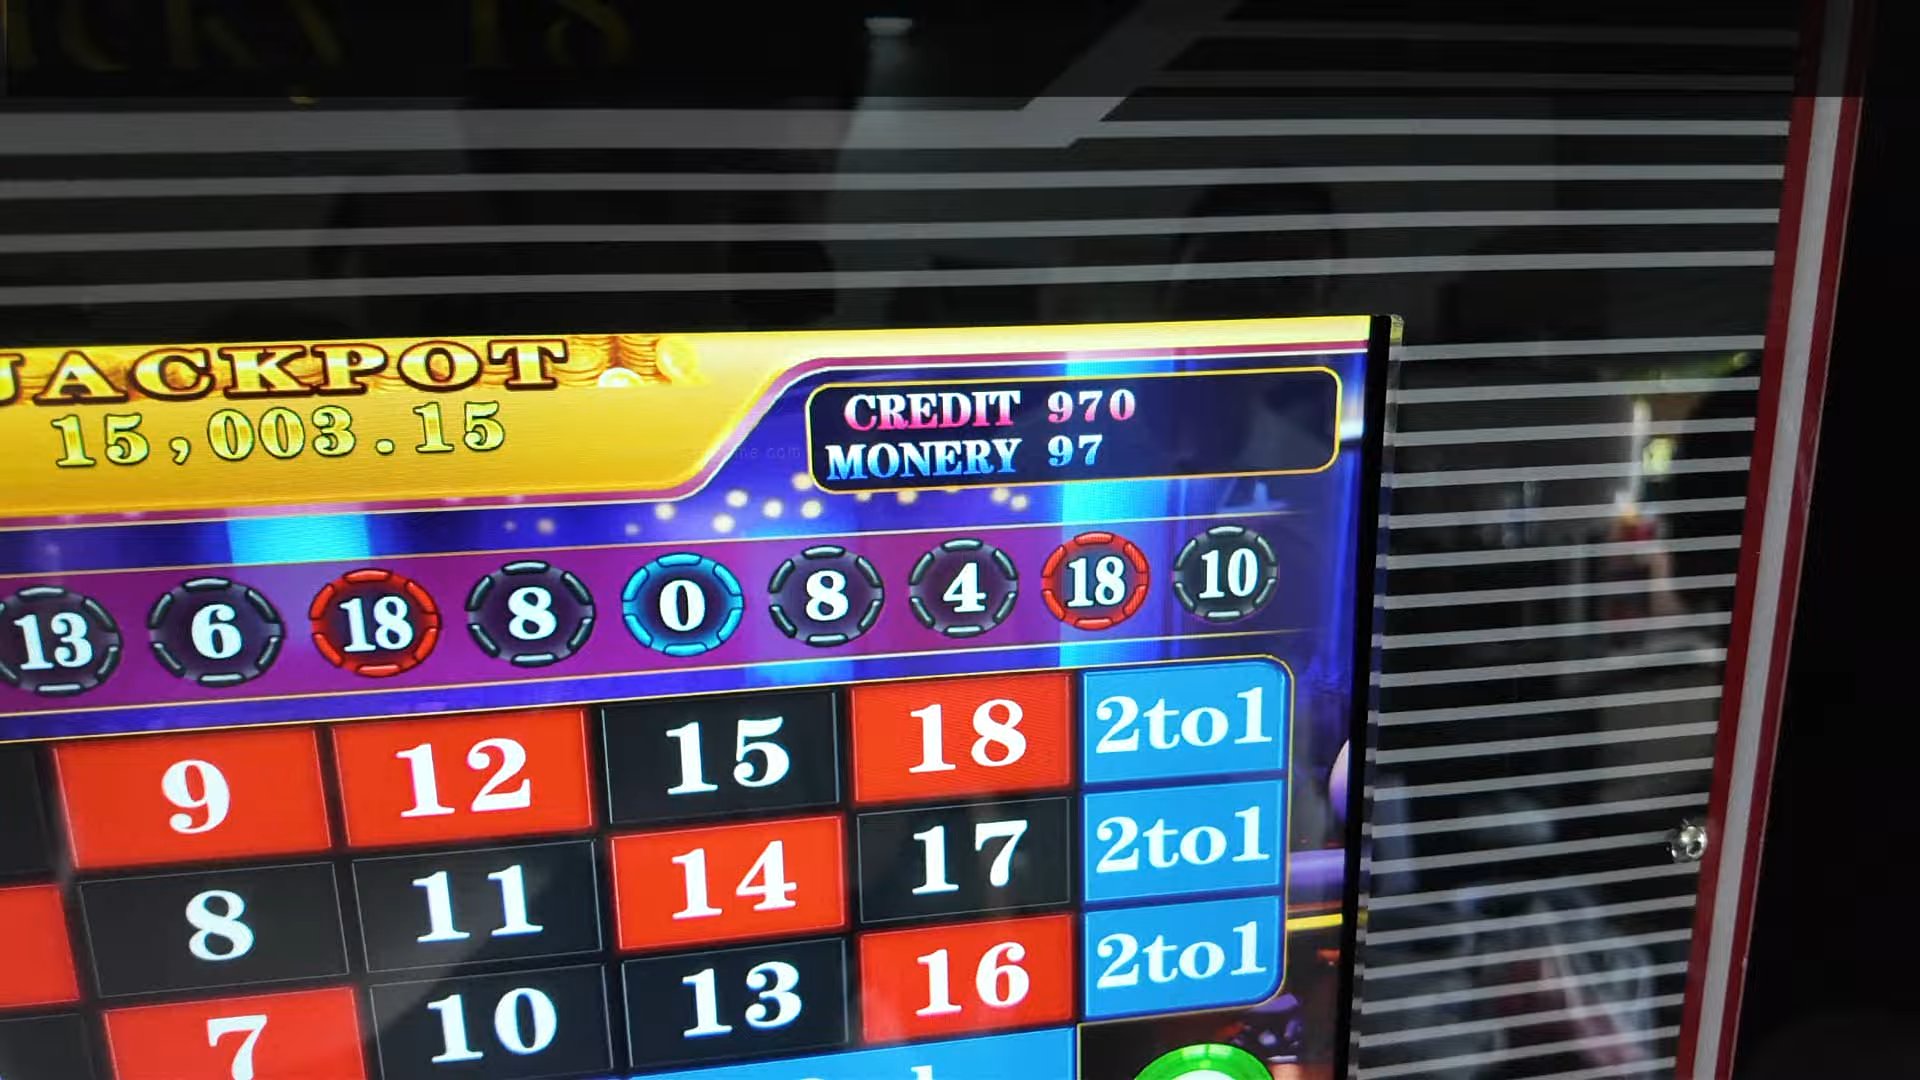 JACKPOT
15,003.15
CREDIT 970
MONERY 97
13 6 18 8 0 8 4 18 10
9 12 15 18 2to1
8 11 14 17 2to1
7 10 13 16 2to1